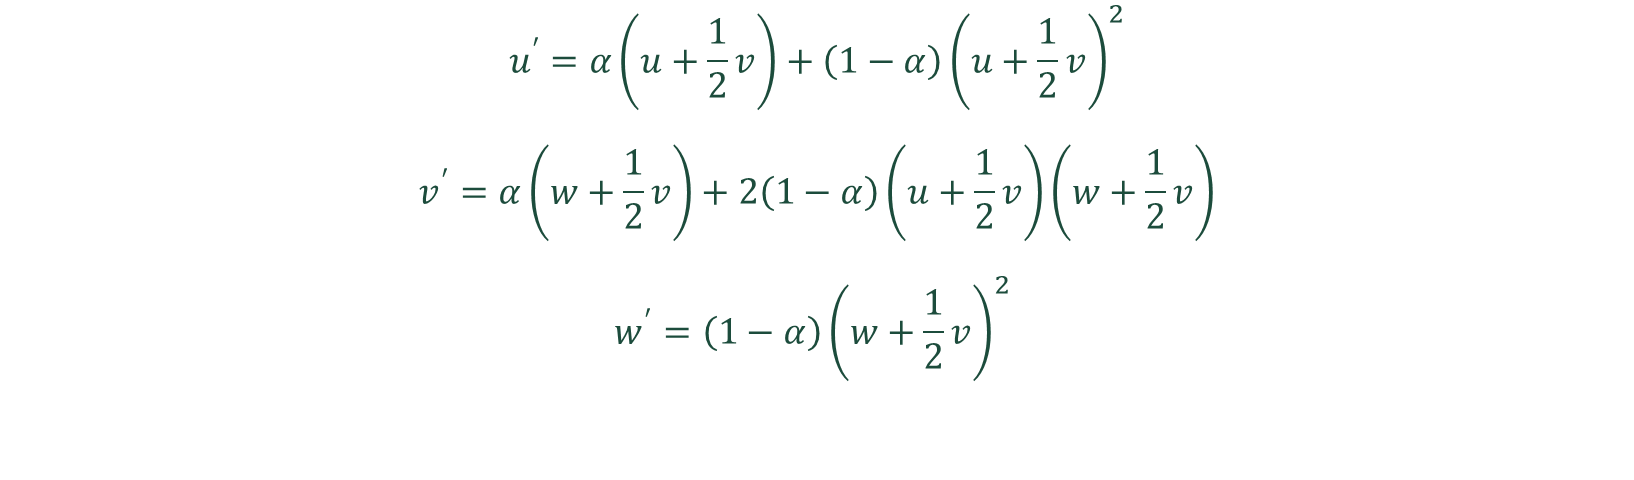 u′ = α(u + 1/2 v) + (1 − α)(u + 1/2 v)²
v′ = α(w + 1/2 v) + 2(1 − α)(u + 1/2 v)(w + 1/2 v)
w′ = (1 − α)(w + 1/2 v)²